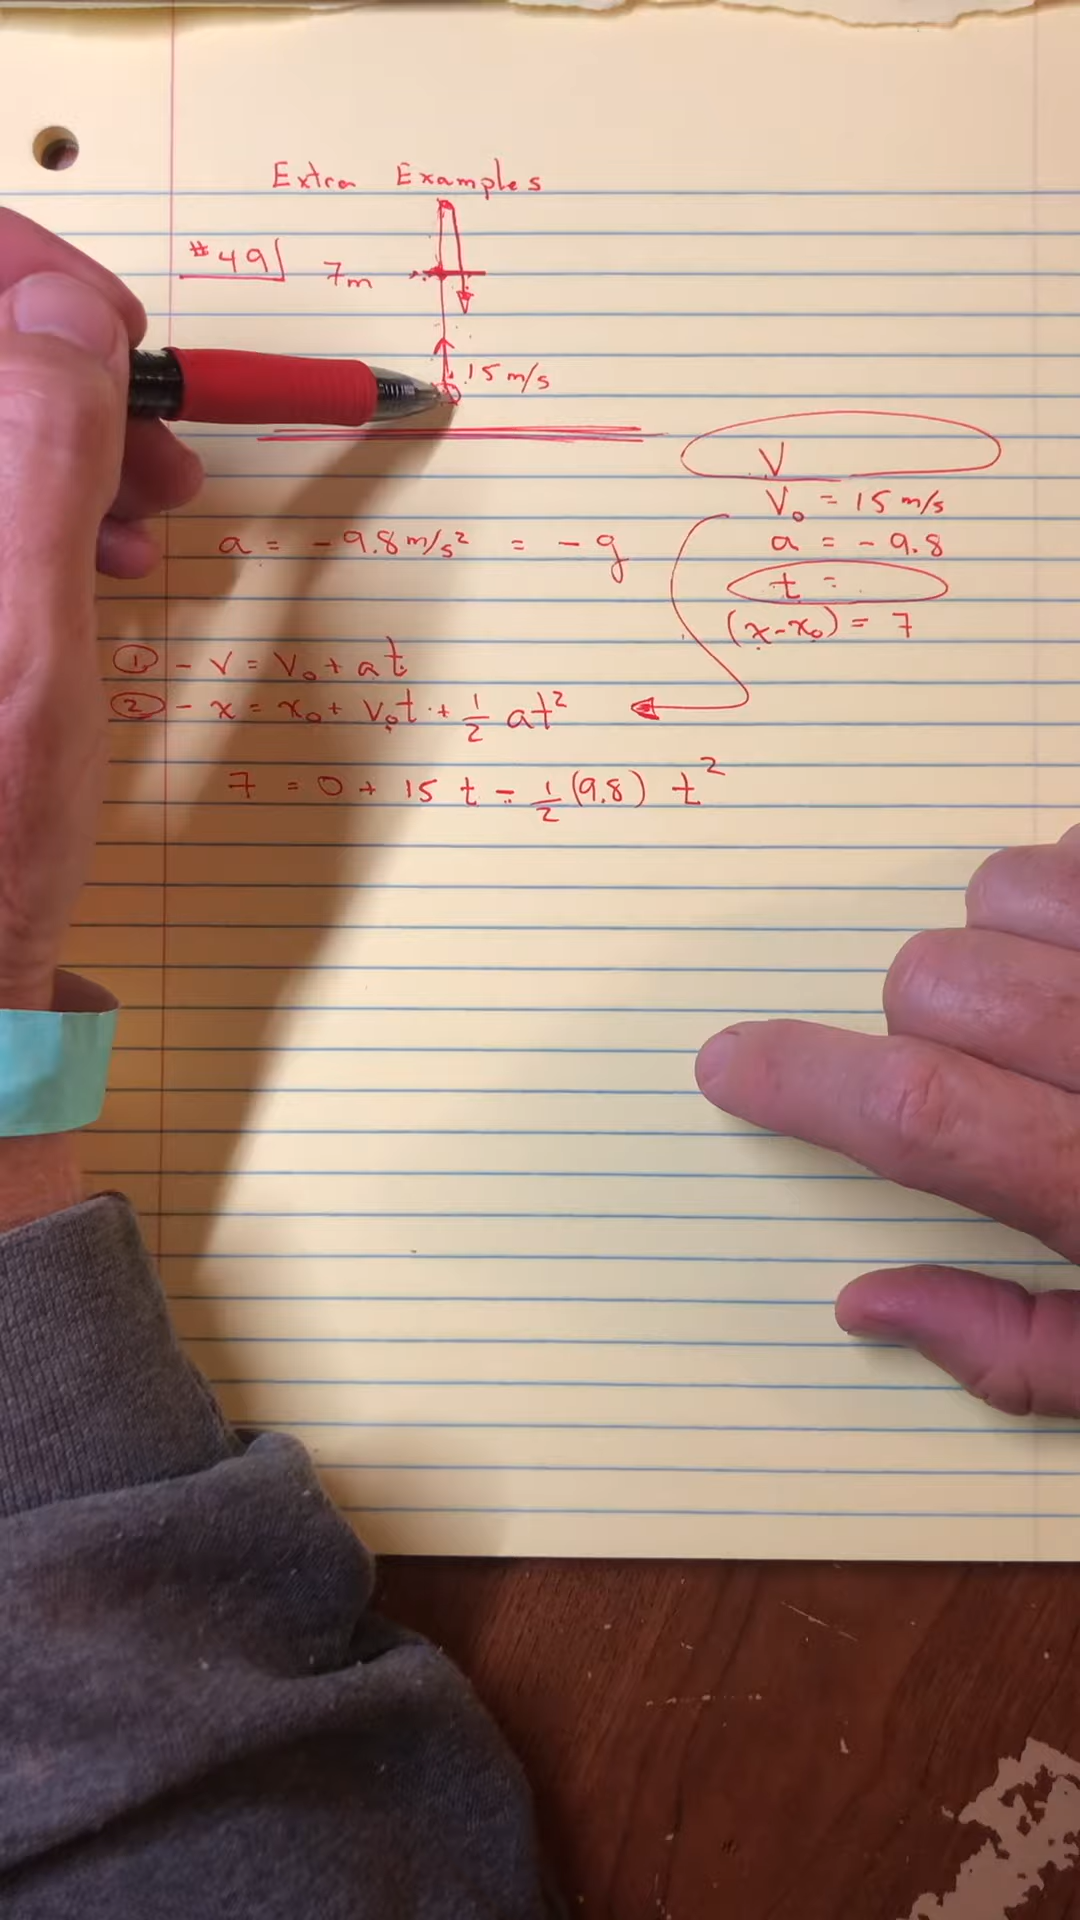 Extra Examples
#49 7m
15 m/s
V
V₀ = 15 m/s
a = -9.8 m/s² = -g
a = -9.8
t =
(x-x₀) = 7
① - V = V₀ + at
② - x = x₀ + V₀t + 1/2 at²
7 = 0 + 15 t - 1/2 (9.8) t²